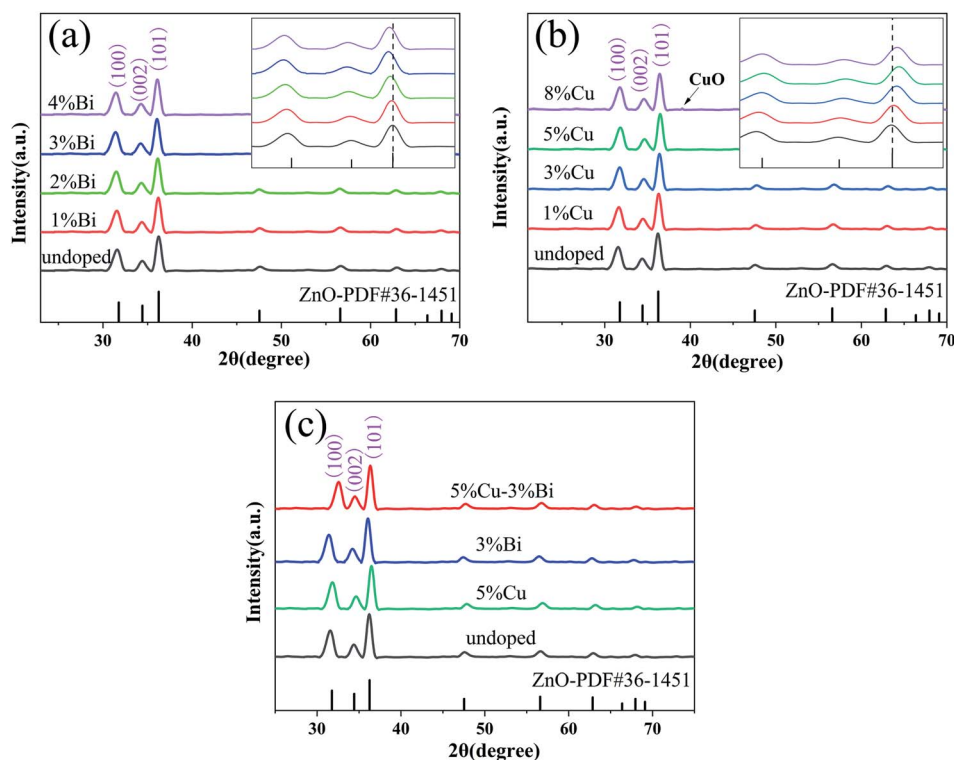 (a)
(100)
(002)
(101)
4%Bi
3%Bi
2%Bi
1%Bi
undoped
ZnO-PDF#36-1451
Intensity(a.u.)
30 40 50 60 70
2θ(degree)
(b)
(100)
(002)
(101)
CuO
8%Cu
5%Cu
3%Cu
1%Cu
undoped
ZnO-PDF#36-1451
Intensity(a.u.)
30 40 50 60 70
2θ(degree)
(c)
(100)
(002)
(101)
5%Cu-3%Bi
3%Bi
5%Cu
undoped
ZnO-PDF#36-1451
Intensity(a.u.)
30 40 50 60 70
2θ(degree)